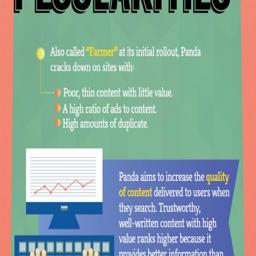 PECULIARITIES
Also called "Farmer" at its initial rollout, Panda
cracks down on sites with:
Poor, thin content with little value.
A high ratio of ads to content.
High amounts of duplicate.
Panda aims to increase the quality
of content delivered to users when
they search. Trustworthy,
well-written content with high
value ranks higher because it
provides better information than